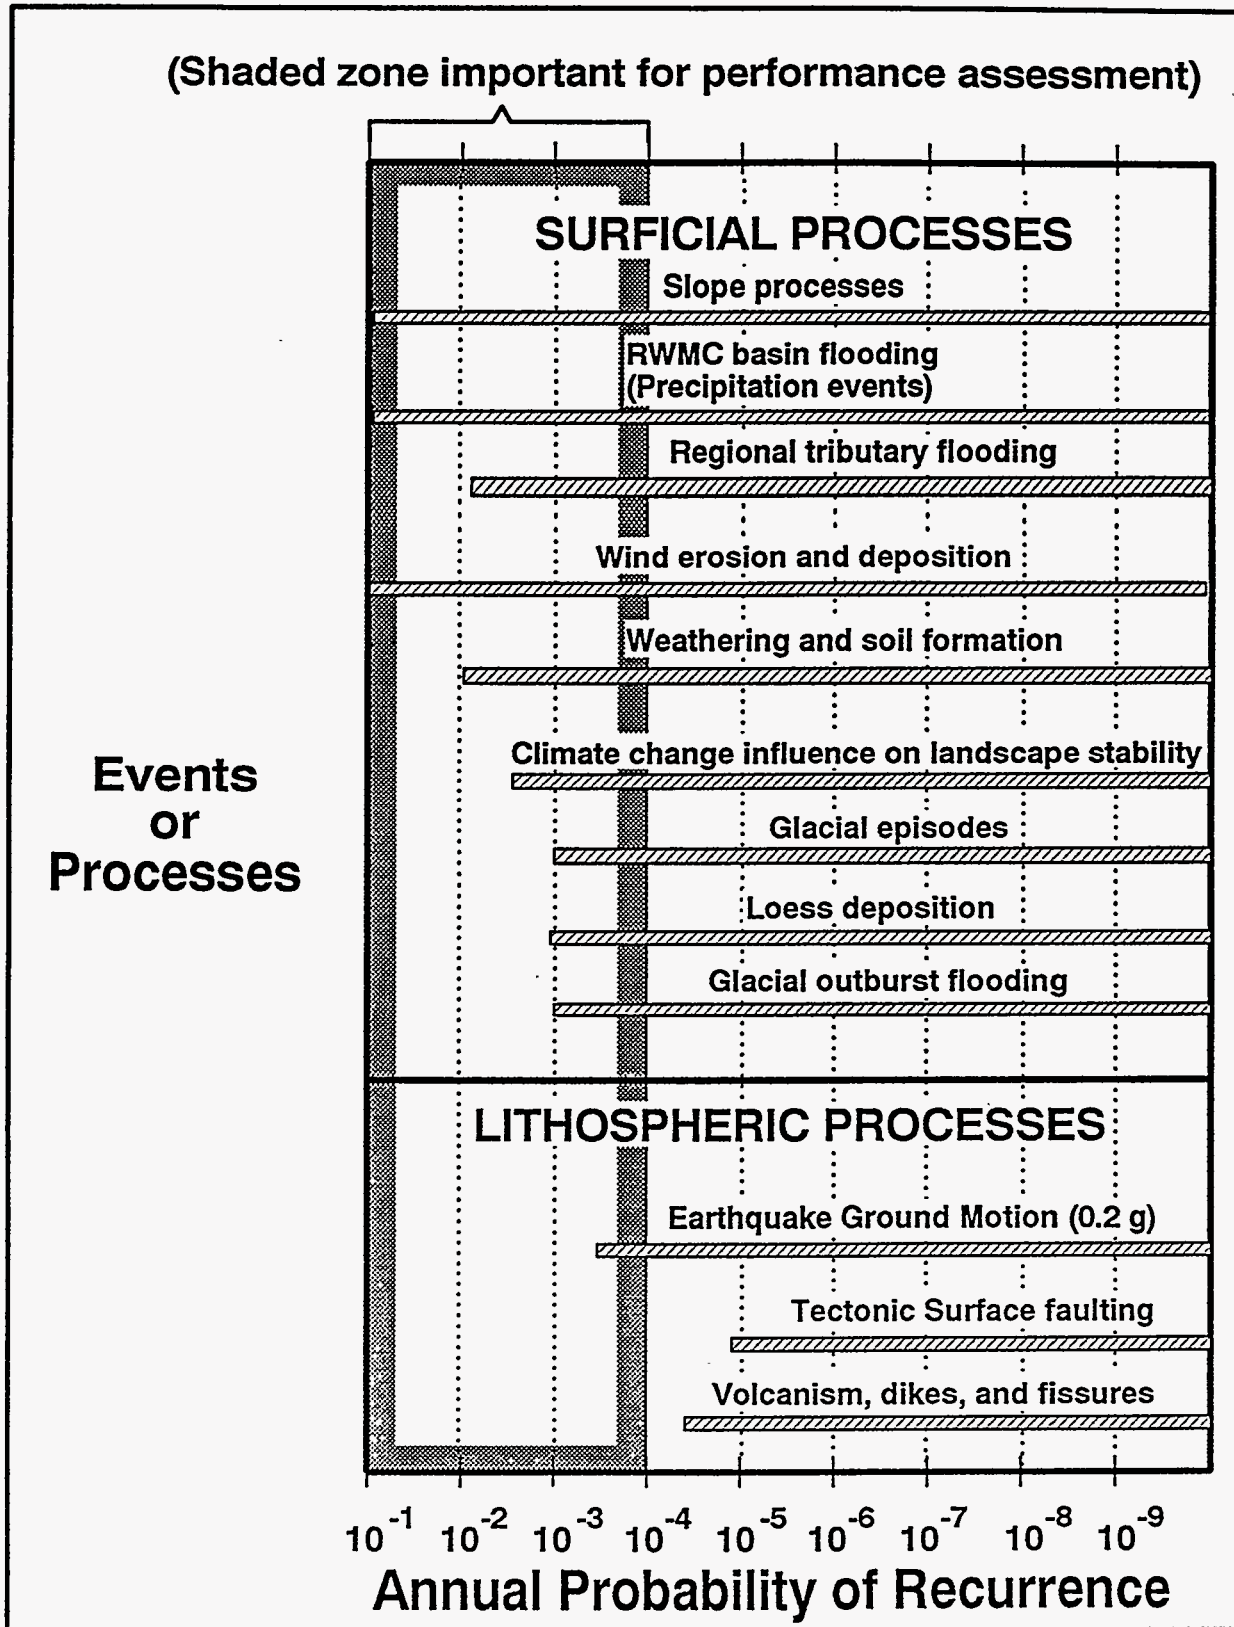 (Shaded zone important for performance assessment)
SURFICIAL PROCESSES
Slope processes
RWMC basin flooding
(Precipitation events)
Regional tributary flooding
Wind erosion and deposition
Weathering and soil formation
Climate change influence on landscape stability
Glacial episodes
Loess deposition
Glacial outburst flooding
Events
or
Processes
LITHOSPHERIC PROCESSES
Earthquake Ground Motion (0.2 g)
Tectonic Surface faulting
Volcanism, dikes, and fissures
10⁻¹ 10⁻² 10⁻³ 10⁻⁴ 10⁻⁵ 10⁻⁶ 10⁻⁷ 10⁻⁸ 10⁻⁹
Annual Probability of Recurrence